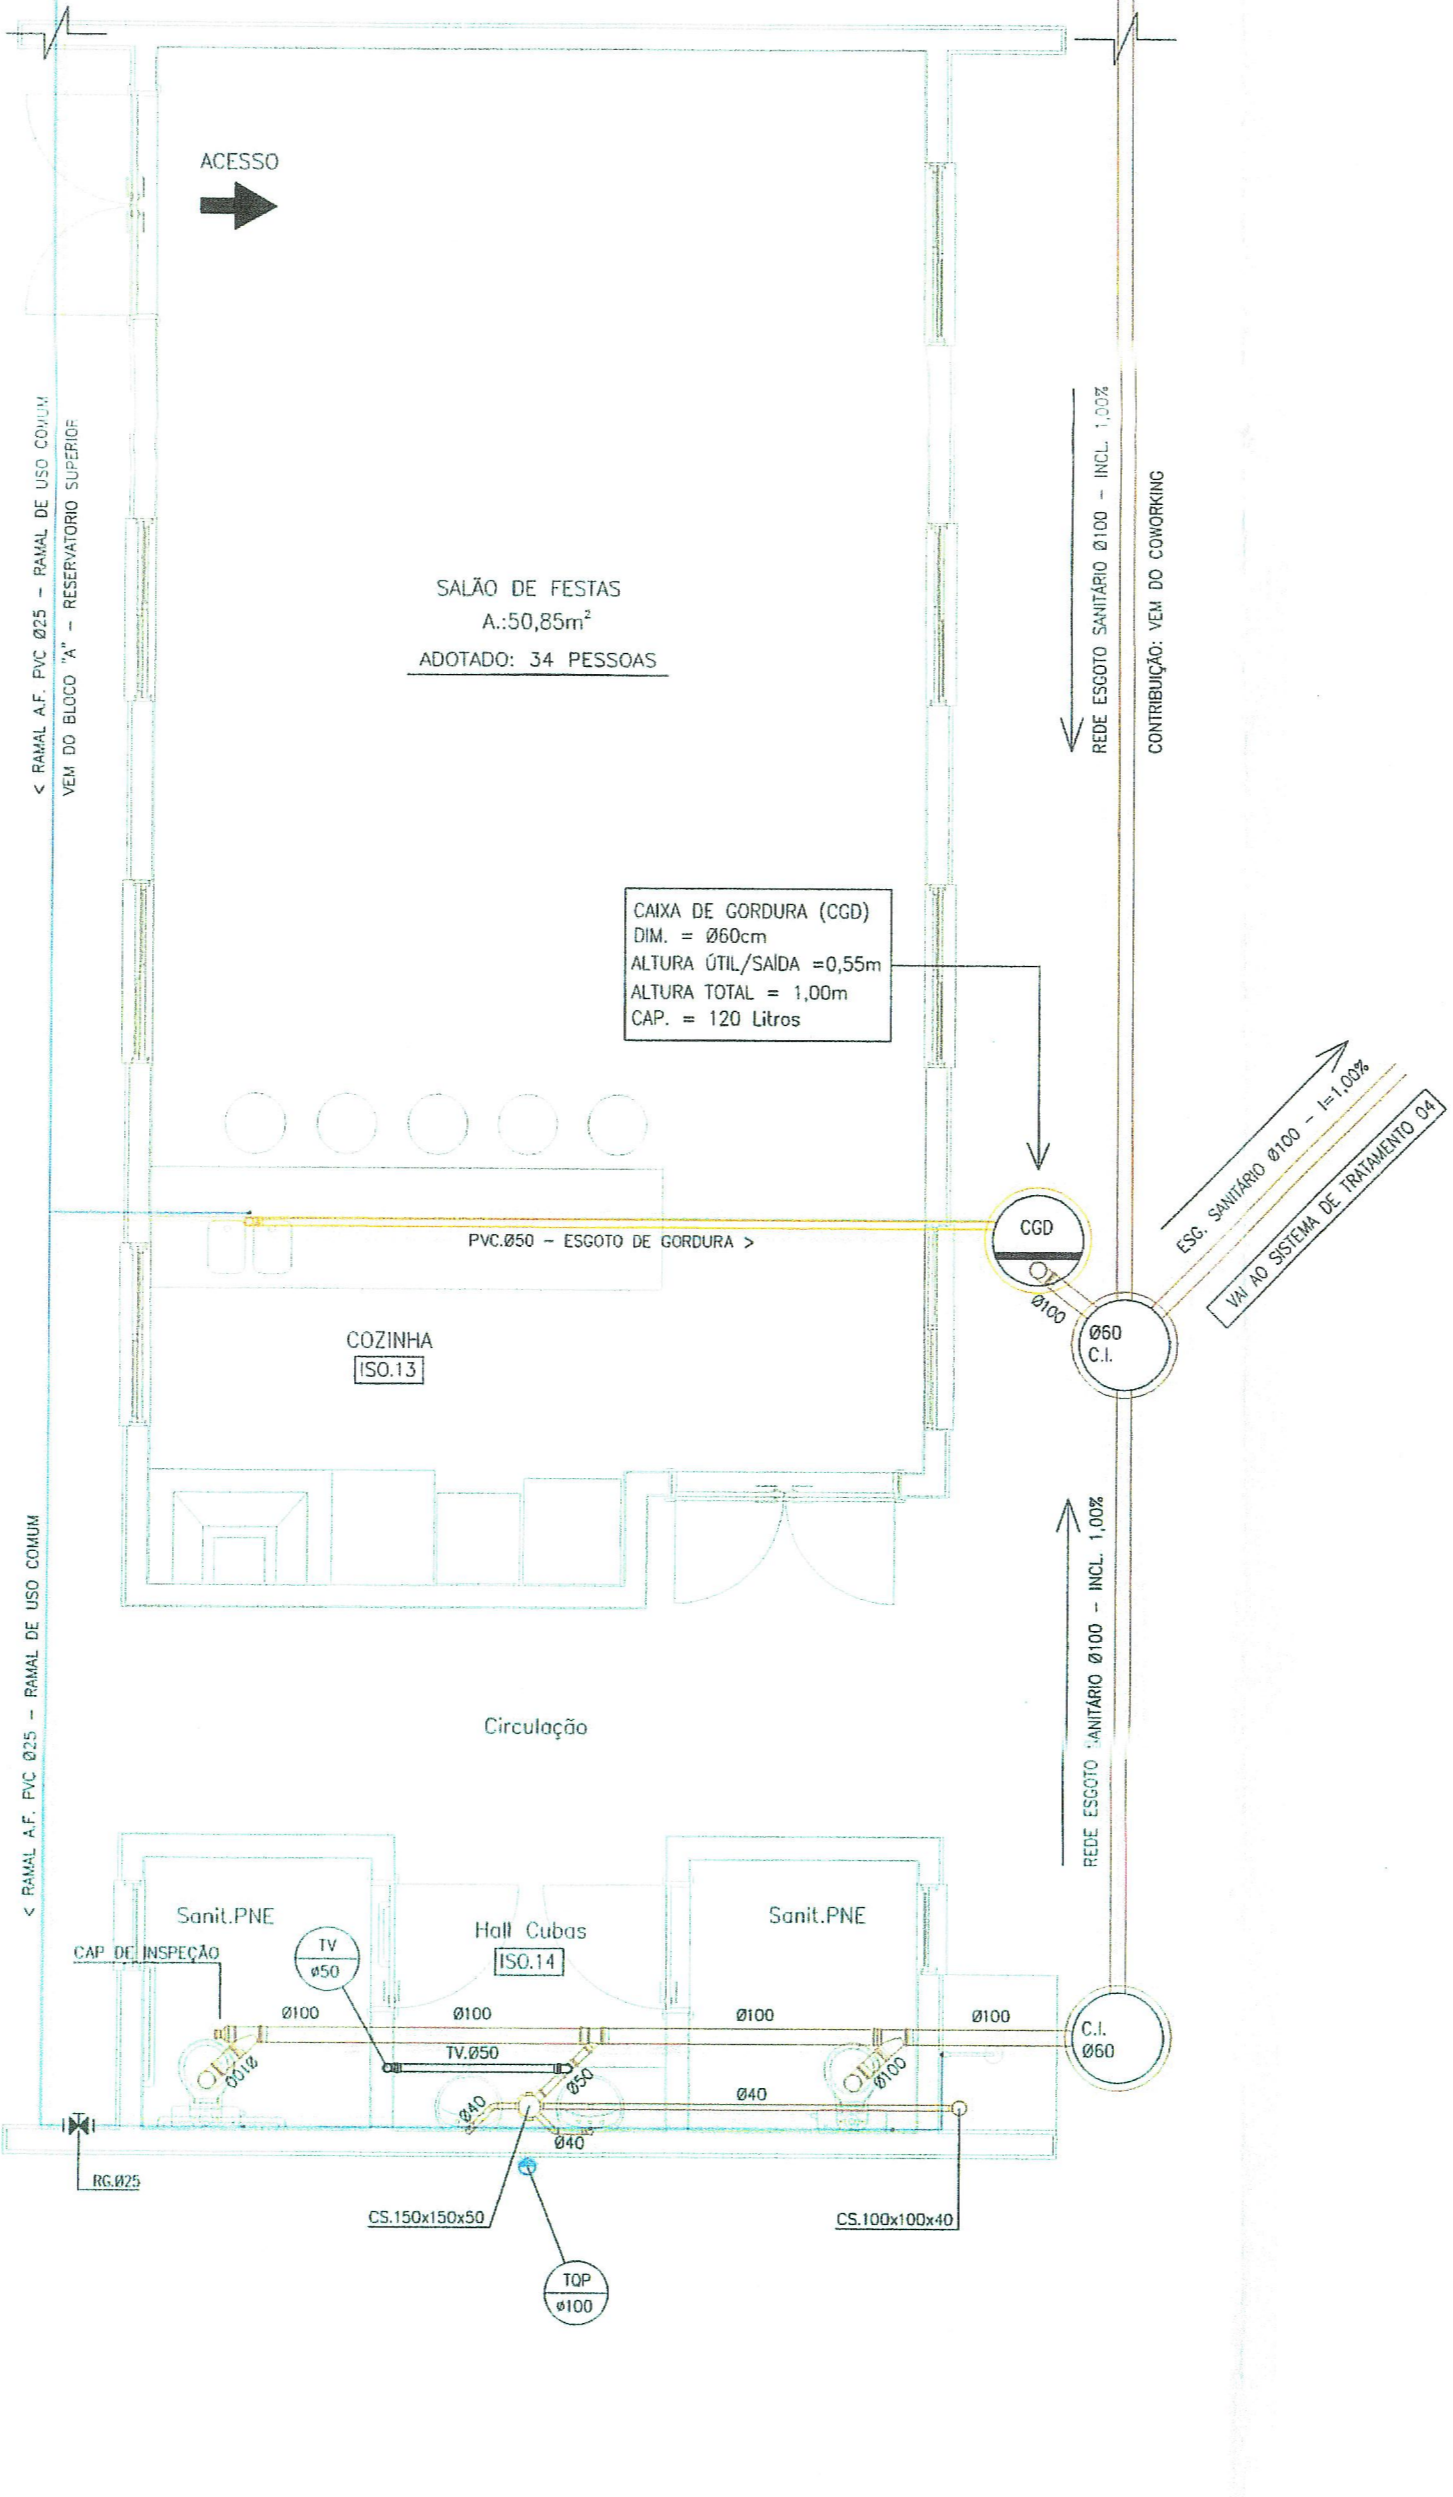 ACESSO
< RAMAL A.F. PVC Ø25 - RAMAL DE USO COMUM
VEM DO BLOCO "A" - RESERVATORIO SUPERIOR
SALÃO DE FESTAS
A.:50,85m²
ADOTADO: 34 PESSOAS
REDE ESGOTO SANITÁRIO Ø100 - INCL. 1,00%
CONTRIBUIÇÃO: VEM DO COWORKING
CAIXA DE GORDURA (CGD)
DIM. = Ø60cm
ALTURA ÚTIL/SAÍDA =0,55m
ALTURA TOTAL = 1,00m
CAP. = 120 Litros
ESG. SANITÁRIO Ø100 - I=1,00%
VAI AO SISTEMA DE TRATAMENTO 04
CGD
PVC.Ø50 - ESGOTO DE GORDURA >
Ø100
Ø60
C.I.
COZINHA
ISO.13
< RAMAL A.F. PVC Ø25 - RAMAL DE USO COMUM
REDE ESGOTO SANITÁRIO Ø100 - INCL. 1,00%
Circulação
Sanit.PNE
Hall Cubas
ISO.14
Sanit.PNE
CAP DE INSPEÇÃO
TV
ø50
Ø100
Ø100
Ø100
Ø100
C.I.
Ø60
TV.Ø50
Ø100
Ø50
Ø100
Ø40
Ø40
Ø40
RG.Ø25
CS.150x150x50
CS.100x100x40
TQP
ø100